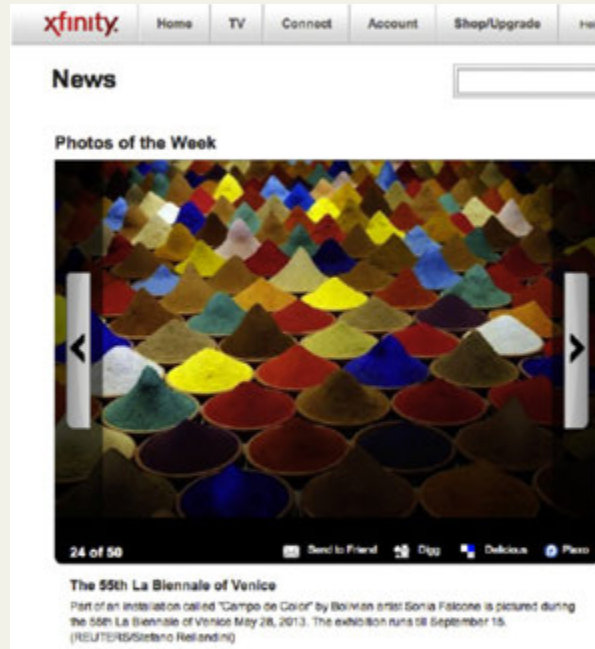 xfinity.
Home TV Connect Account Shop/Upgrade
News
Photos of the Week
24 of 50 Send to Friend Digg Delicious Plaxo
The 55th La Biennale of Venice
Part of an installation called "Campo de Color" by Bolivian artist Sonia Falcone is pictured during
the 55th La Biennale of Venice May 28, 2013. The exhibition runs till September 15.
(REUTERS/Stefano Rellandini)